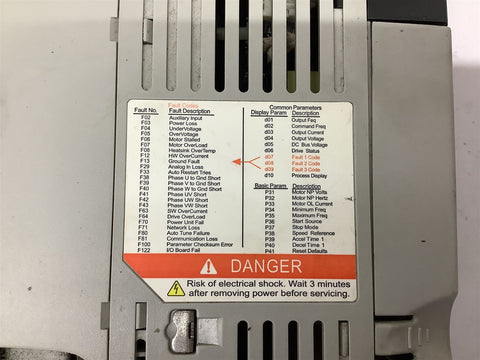 Fault Codes
Fault No. Fault Description
F02 Auxiliary Input
F03 Power Loss
F04 UnderVoltage
F05 OverVoltage
F06 Motor Stalled
F07 Motor OverLoad
F08 Heatsink OverTemp
F12 HW OverCurrent
F13 Ground Fault
F29 Analog In Loss
F33 Auto Restart Tries
F38 Phase U to Gnd Short
F39 Phase V to Gnd Short
F40 Phase W to Gnd Short
F41 Phase UV Short
F42 Phase UW Short
F43 Phase VW Short
F63 SW OverCurrent
F64 Drive OverLoad
F70 Power Unit Fail
F71 Network Loss
F80 Auto Tune Failure
F81 Communication Loss
F100 Parameter Checksum Error
F122 I/O Board Fail
Common Parameters
Display Param Description
d01 Output Feq
d02 Command Freq
d03 Output Current
d04 Output Voltage
d05 DC Bus Voltage
d06 Drive Status
d07 Fault 1 Code
d08 Fault 2 Code
d09 Fault 3 Code
d10 Process Display
Basic Param Description
P31 Motor NP Volts
P32 Motor NP Hertz
P33 Motor OL Current
P34 Minimum Freq
P35 Maximum Freq
P36 Start Source
P37 Stop Mode
P38 Speed Reference
P39 Accel Time 1
P40 Decel Time 1
P41 Reset Defaults
DANGER
Risk of electrical shock. Wait 3 minutes
after removing power before servicing.